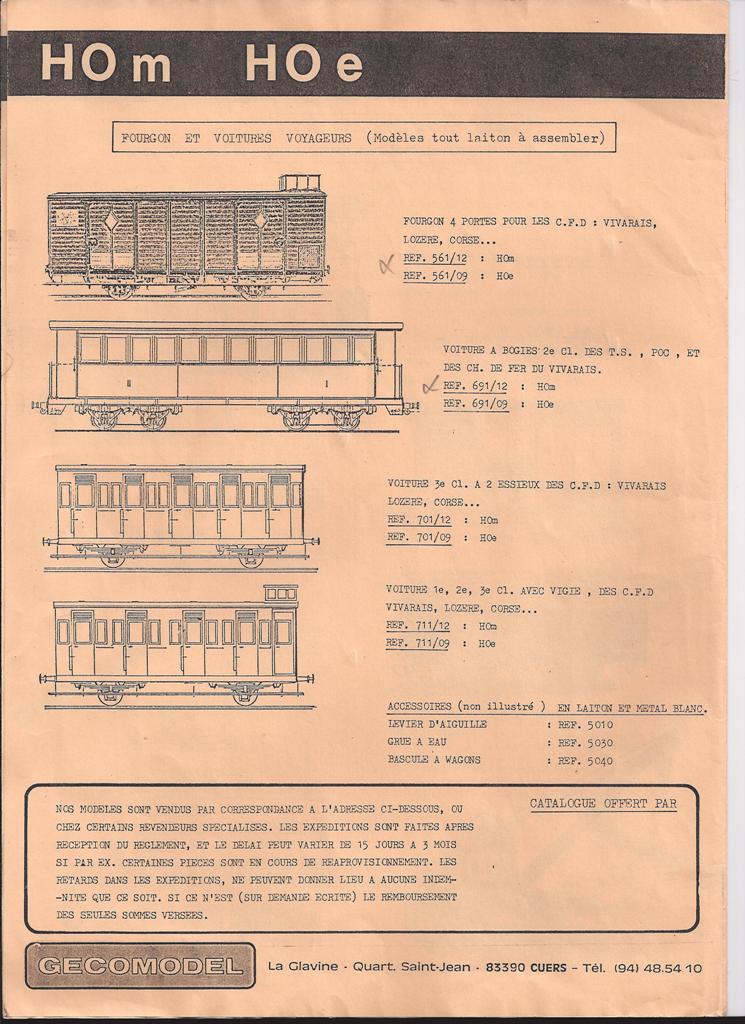 HOm HOe
FOURGON ET VOITURES VOYAGEURS (Modèles tout laiton à assembler)
FOURGON 4 PORTES POUR LES C.F.D : VIVARAIS,
LOZERE, CORSE...
REF. 561/12 : HOm
REF. 561/09 : HOe
VOITURE A BOGIES 2e Cl. DES T.S. , POC , ET
DES CH. DE FER DU VIVARAIS.
REF. 691/12 : HOm
REF. 691/09 : HOe
VOITURE 3e Cl. A 2 ESSIEUX DES C.F.D : VIVARAIS
LOZERE, CORSE...
REF. 701/12 : HOm
REF. 701/09 : HOe
VOITURE 1e, 2e, 3e Cl. AVEC VIGIE , DES C.F.D
VIVARAIS, LOZERE, CORSE...
REF. 711/12 : HOm
REF. 711/09 : HOe
ACCESSOIRES (non illustré ) EN LAITON ET METAL BLANC.
LEVIER D'AIGUILLE : REF. 5010
GRUE A EAU : REF. 5030
BASCULE A WAGONS : REF. 5040
CATALOGUE OFFERT PAR
NOS MODELES SONT VENDUS PAR CORRESPONDANCE A L'ADRESSE CI-DESSOUS, OU
CHEZ CERTAINS REVENDEURS SPECIALISES. LES EXPEDITIONS SONT FAITES APRES
RECEPTION DU REGLEMENT, ET LE DELAI PEUT VARIER DE 15 JOURS A 3 MOIS
SI PAR EX. CERTAINES PIECES SONT EN COURS DE REAPROVISIONNEMENT. LES
RETARDS DANS LES EXPEDITIONS, NE PEUVENT DONNER LIEU A AUCUNE INDEM-
-NITE QUE CE SOIT. SI CE N'EST (SUR DEMANDE ECRITE) LE REMBOURSEMENT
DES SEULES SOMMES VERSEES.
GECOMODEL La Glavine - Quart. Saint-Jean - 83390 CUERS - Tél. (94) 48.54.10